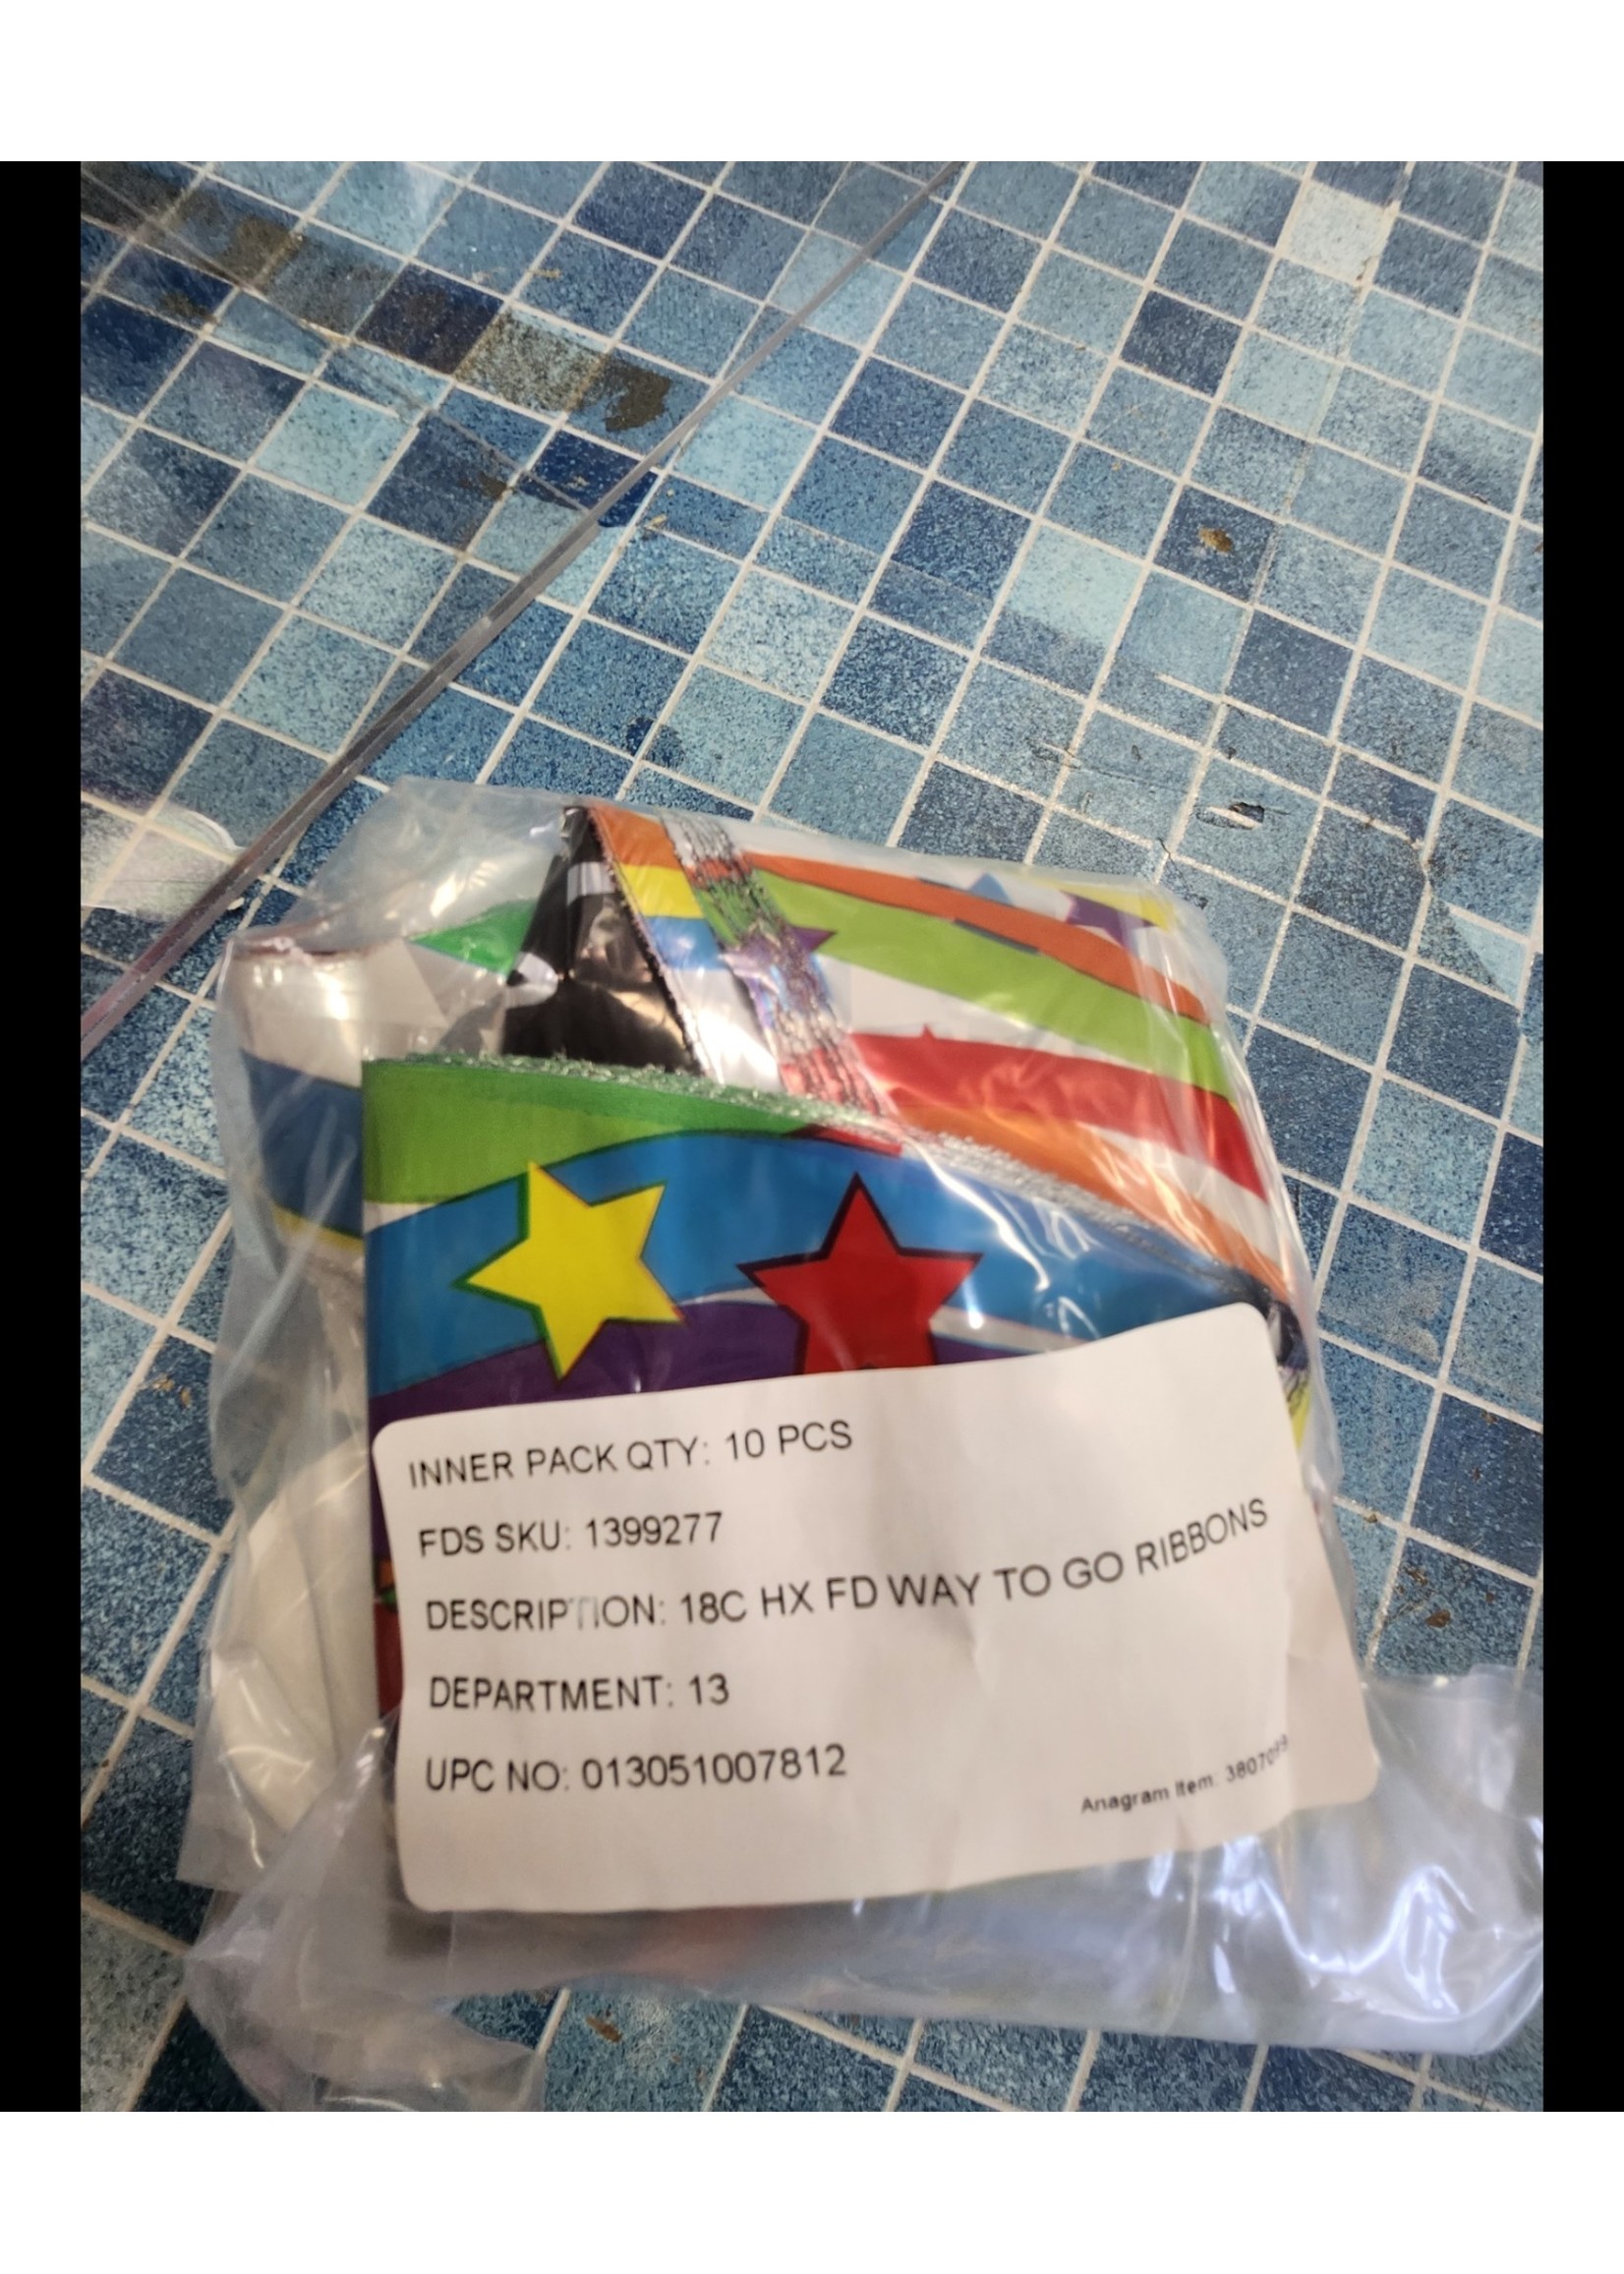 INNER PACK QTY: 10 PCS
FDS SKU: 1399277
DESCRIPTION: 18C HX FD WAY TO GO RIBBONS
DEPARTMENT: 13
UPC NO: 013051007812
Anagram Item: